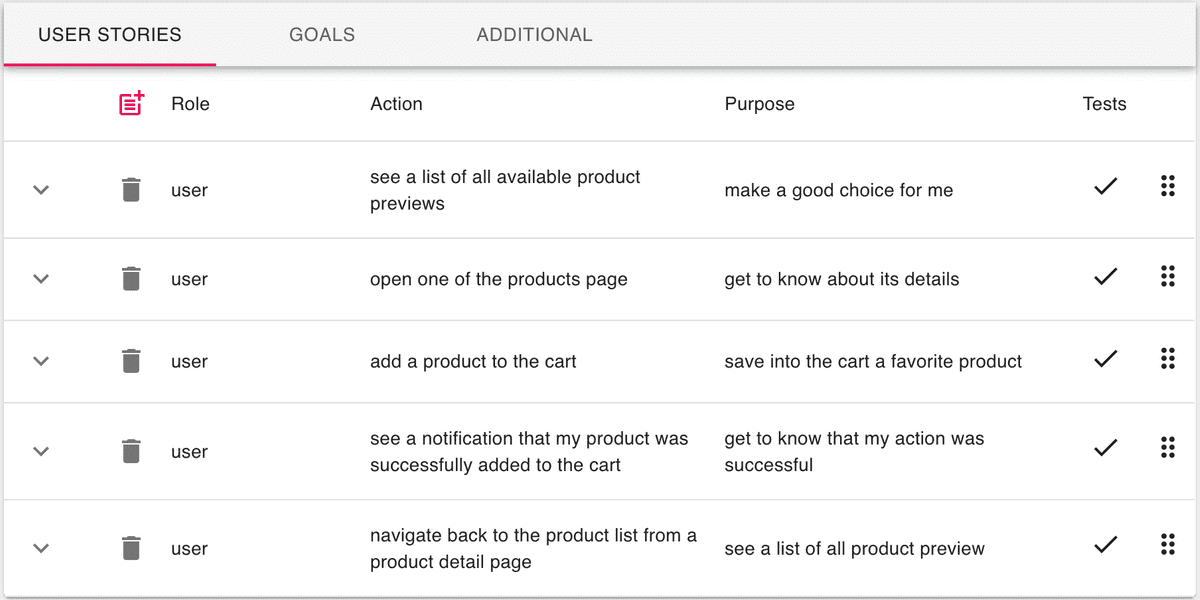 USER STORIES GOALS ADDITIONAL
Role Action Purpose Tests
user
see a list of all available product
previews
make a good choice for me
user open one of the products page get to know about its details
user add a product to the cart save into the cart a favorite product
user
see a notification that my product was
successfully added to the cart
get to know that my action was
successful
user
navigate back to the product list from a
product detail page
see a list of all product preview